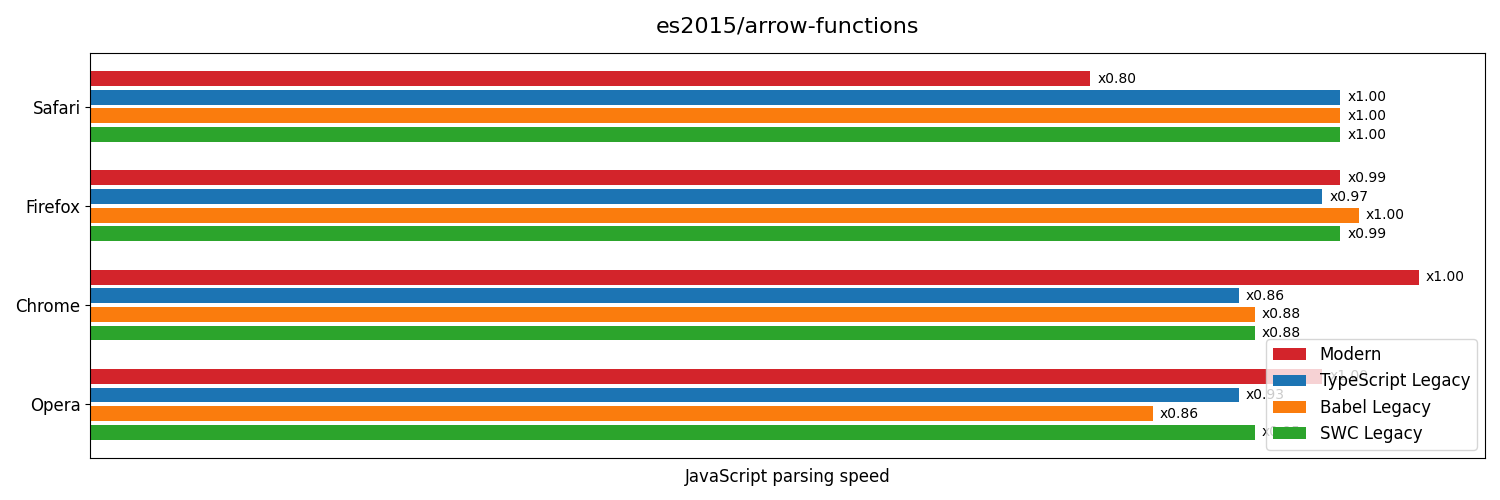 es2015/arrow-functions
Safari
x0.80
x1.00
x1.00
x1.00
Firefox
x0.99
x0.97
x1.00
x0.99
Chrome
x1.00
x0.86
x0.88
x0.88
Opera
x1.00
x0.93
x0.86
Modern
TypeScript Legacy
Babel Legacy
SWC Legacy
JavaScript parsing speed